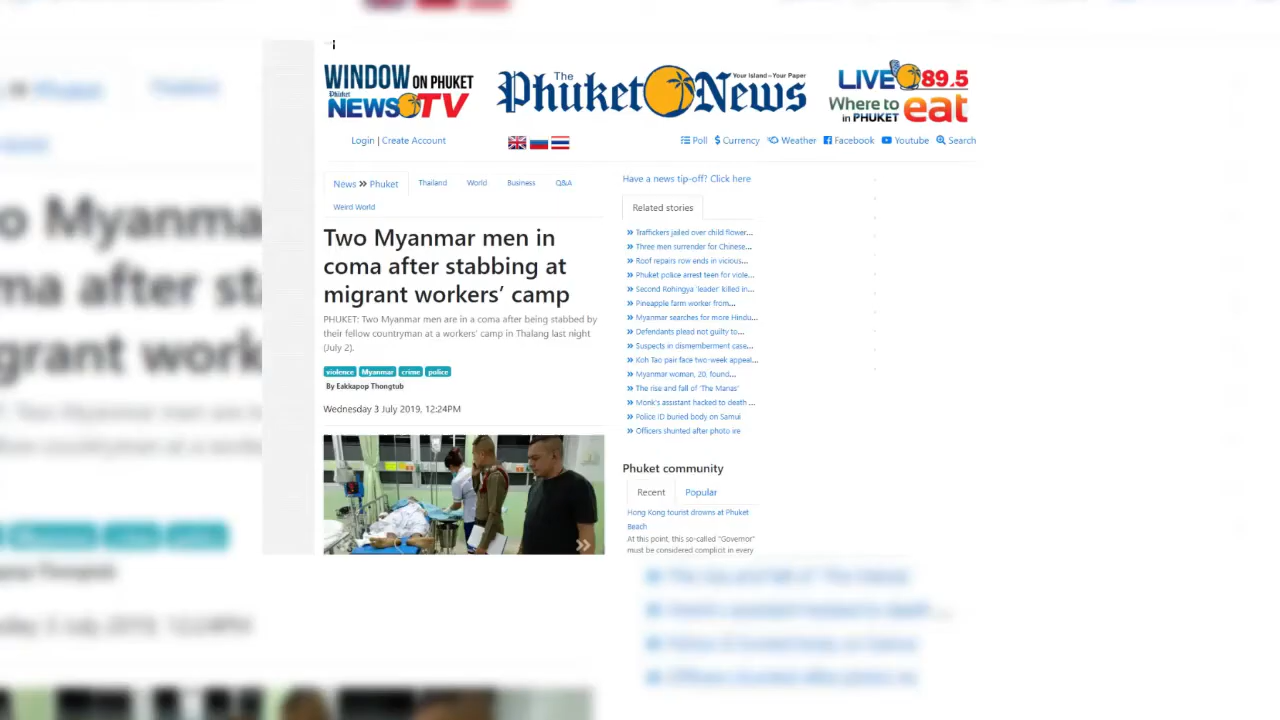 WINDOW ON PHUKET
Phuket
NEWS TV
The
Phuket News
Your Island - Your Paper
LIVE 89.5
Where to eat
in PHUKET
Login | Create Account
Poll Currency Weather Facebook Youtube Search
News » Phuket Thailand World Business Q&A
Weird World
Two Myanmar men in
coma after stabbing at
migrant workers’ camp
PHUKET: Two Myanmar men are in a coma after being stabbed by
their fellow countryman at a workers’ camp in Thalang last night
(July 2).
violence Myanmar crime police
By Eakkapop Thongtub
Wednesday 3 July 2019, 12:24PM
Have a news tip-off? Click here
Related stories
» Traffickers jailed over child flower...
» Three men surrender for Chinese...
» Roof repairs row ends in vicious...
» Phuket police arrest teen for viole...
» Second Rohingya ‘leader’ killed in...
» Pineapple farm worker from...
» Myanmar searches for more Hindu...
» Defendants plead not guilty to...
» Suspects in dismemberment case...
» Koh Tao pair face two-week appeal...
» Myanmar woman, 20, found...
» The rise and fall of ‘The Manas’
» Monk’s assistant hacked to death ...
» Police ID buried body on Samui
» Officers shunted after photo ire
Phuket community
Recent Popular
Hong Kong tourist drowns at Phuket
Beach
At this point, this so-called "Governor"
must be considered complicit in every